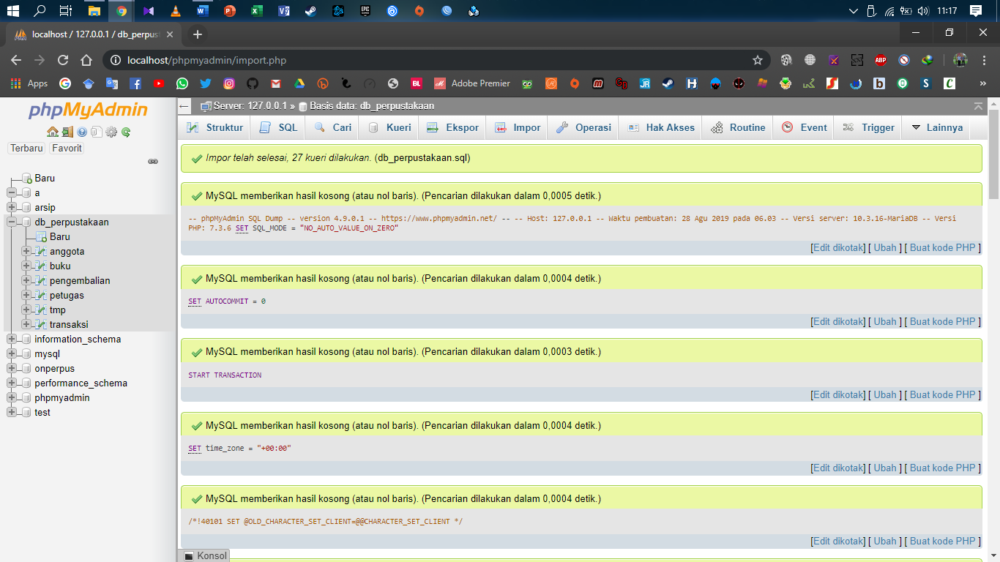 11:17
localhost / 127.0.0.1 / db_perpust
localhost/phpmyadmin/import.php
ABP
Apps
BL
Adobe Premier
JR
phpMyAdmin
Terbaru Favorit
Baru
a
arsip
db_perpustakaan
Baru
anggota
buku
pengembalian
petugas
tmp
transaksi
information_schema
mysql
onperpus
performance_schema
phpmyadmin
test
Server: 127.0.0.1 » Basis data: db_perpustakaan
Struktur SQL Cari Kueri Ekspor Impor Operasi Hak Akses Routine Event Trigger Lainnya
Impor telah selesai, 27 kueri dilakukan. (db_perpustakaan.sql)
MySQL memberikan hasil kosong (atau nol baris). (Pencarian dilakukan dalam 0,0005 detik.)
-- phpMyAdmin SQL Dump -- version 4.9.0.1 -- https://www.phpmyadmin.net/ -- -- Host: 127.0.0.1 -- Waktu pembuatan: 28 Agu 2019 pada 06.03 -- Versi server: 10.3.16-MariaDB -- Versi
PHP: 7.3.6 SET SQL_MODE = "NO_AUTO_VALUE_ON_ZERO"
[Edit dikotak] [ Ubah ] [ Buat kode PHP ]
MySQL memberikan hasil kosong (atau nol baris). (Pencarian dilakukan dalam 0,0004 detik.)
SET AUTOCOMMIT = 0
[Edit dikotak] [ Ubah ] [ Buat kode PHP ]
MySQL memberikan hasil kosong (atau nol baris). (Pencarian dilakukan dalam 0,0003 detik.)
START TRANSACTION
[Edit dikotak] [ Ubah ] [ Buat kode PHP ]
MySQL memberikan hasil kosong (atau nol baris). (Pencarian dilakukan dalam 0,0004 detik.)
SET time_zone = "+00:00"
[Edit dikotak] [ Ubah ] [ Buat kode PHP ]
MySQL memberikan hasil kosong (atau nol baris). (Pencarian dilakukan dalam 0,0004 detik.)
/*!40101 SET @OLD_CHARACTER_SET_CLIENT=@@CHARACTER_SET_CLIENT */
[Edit dikotak] [ Ubah ] [ Buat kode PHP ]
Konsol